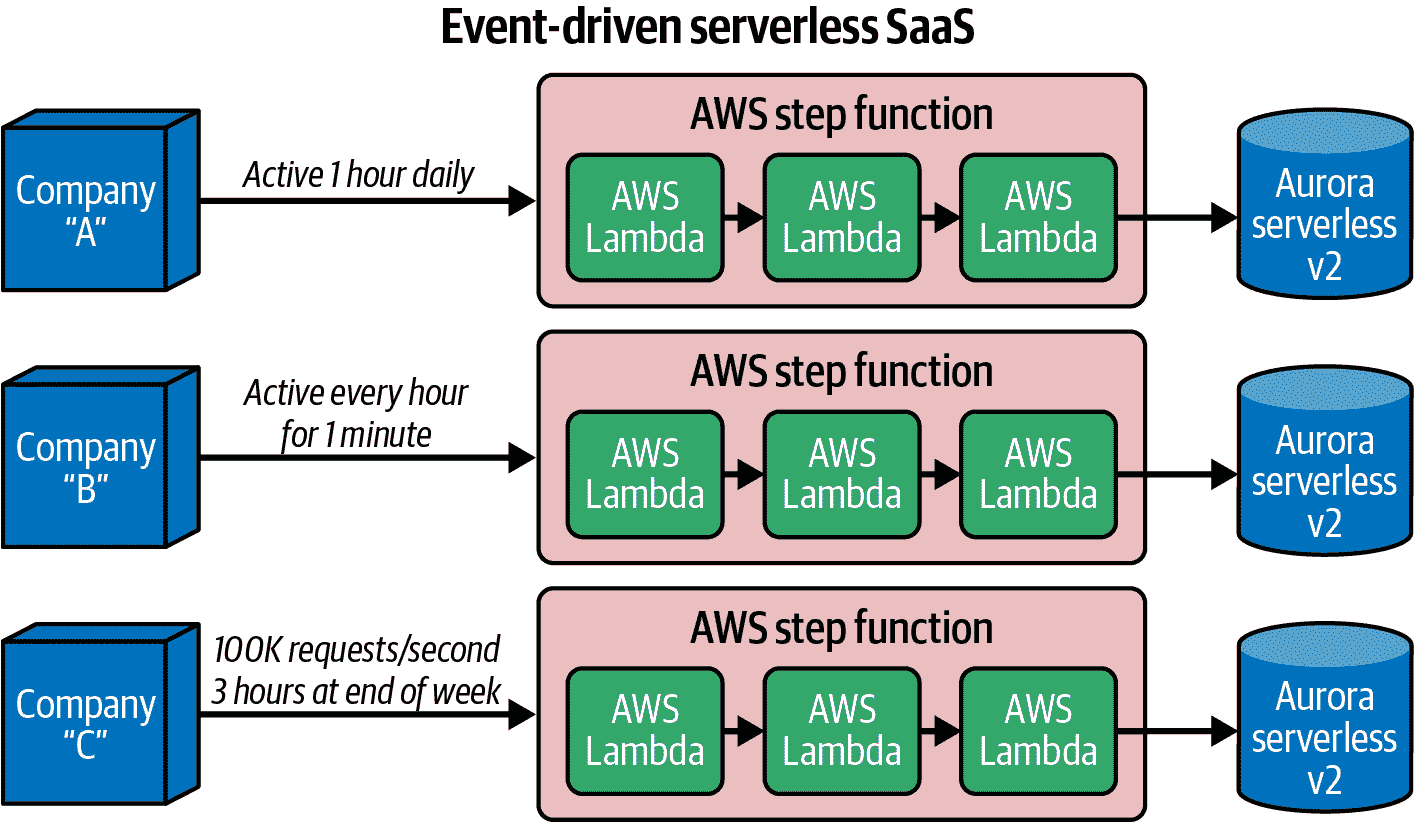 Event-driven serverless SaaS
Company
“A”
Active 1 hour daily
AWS step function
AWS
Lambda
AWS
Lambda
AWS
Lambda
Aurora
serverless
v2
Company
“B”
Active every hour
for 1 minute
AWS step function
AWS
Lambda
AWS
Lambda
AWS
Lambda
Aurora
serverless
v2
Company
“C”
100K requests/second
3 hours at end of week
AWS step function
AWS
Lambda
AWS
Lambda
AWS
Lambda
Aurora
serverless
v2